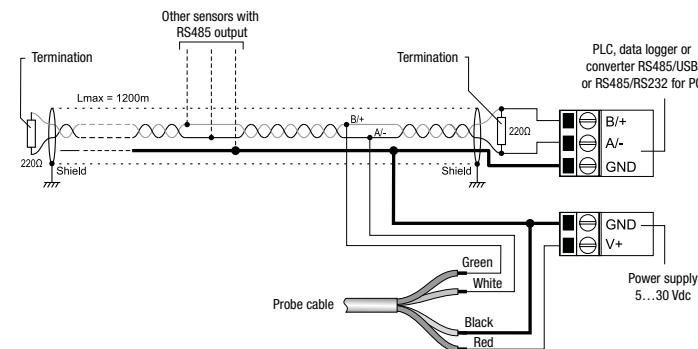 Other sensors with
RS485 output
Termination
Termination
PLC, data logger or
converter RS485/USB
or RS485/RS232 for P
Lmax = 1200m
B/+
A/-
220Ω
220Ω
Shield
Shield
B/+
A/-
GND
GND
V+
Green
White
Probe cable
Black
Red
Power supply
5...30 Vdc